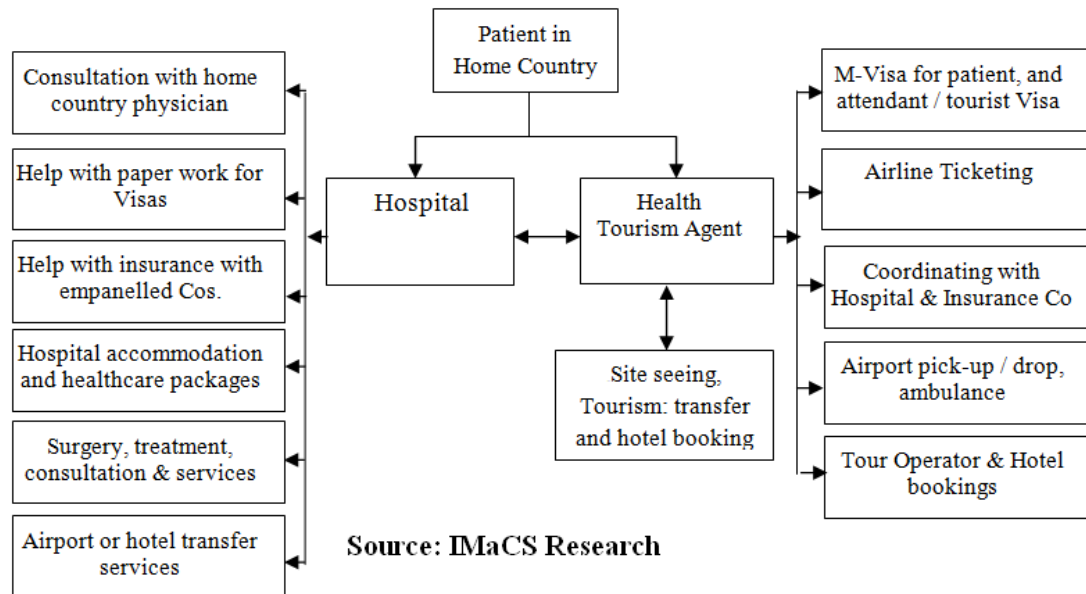 Patient in
Home Country
Consultation with home
country physician
Help with paper work for
Visas
Help with insurance with
empanelled Cos.
Hospital accommodation
and healthcare packages
Surgery, treatment,
consultation & services
Airport or hotel transfer
services
Hospital
Health
Tourism Agent
Site seeing,
Tourism: transfer
and hotel booking
M-Visa for patient, and
attendant / tourist Visa
Airline Ticketing
Coordinating with
Hospital & Insurance Co
Airport pick-up / drop,
ambulance
Tour Operator & Hotel
bookings
Source: IMaCS Research